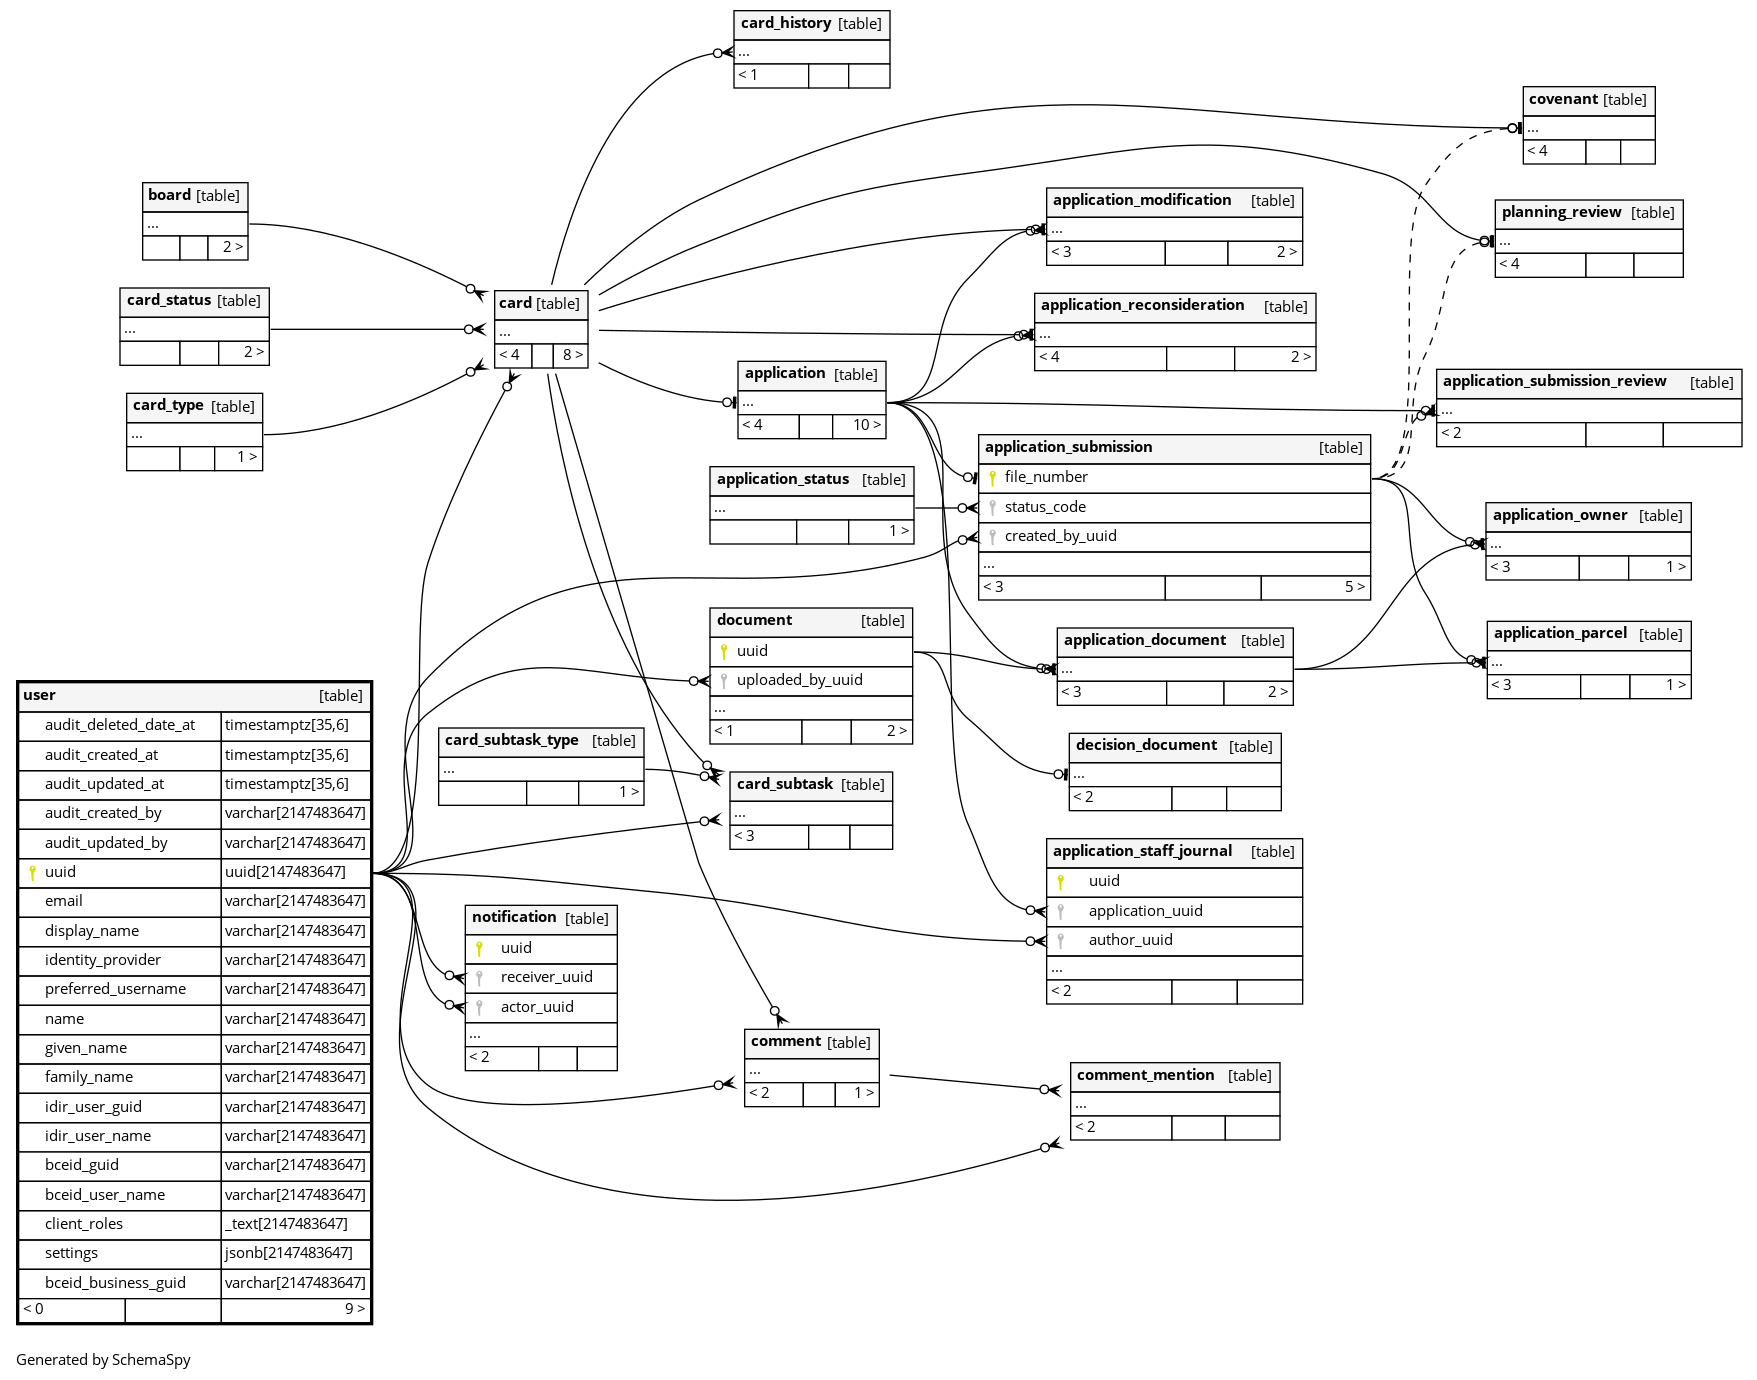 card_history [table]
...
< 1
covenant [table]
...
< 4
board [table]
...
2 >
application_modification [table]
...
< 3 2 >
planning_review [table]
...
< 4
card_status [table]
...
2 >
card [table]
...
< 4 8 >
application_reconsideration [table]
...
< 4 2 >
application [table]
...
< 4 10 >
application_submission_review [table]
...
< 2
card_type [table]
...
1 >
application_submission [table]
file_number
status_code
created_by_uuid
...
< 3 5 >
application_status [table]
...
1 >
application_owner [table]
...
< 3 1 >
document [table]
uuid
uploaded_by_uuid
...
< 1 2 >
application_document [table]
...
< 3 2 >
application_parcel [table]
...
< 3 1 >
user [table]
audit_deleted_date_at timestamptz[35,6]
audit_created_at timestamptz[35,6]
audit_updated_at timestamptz[35,6]
audit_created_by varchar[2147483647]
audit_updated_by varchar[2147483647]
uuid uuid[2147483647]
email varchar[2147483647]
display_name varchar[2147483647]
identity_provider varchar[2147483647]
preferred_username varchar[2147483647]
name varchar[2147483647]
given_name varchar[2147483647]
family_name varchar[2147483647]
idir_user_guid varchar[2147483647]
idir_user_name varchar[2147483647]
bceid_guid varchar[2147483647]
bceid_user_name varchar[2147483647]
client_roles _text[2147483647]
settings jsonb[2147483647]
bceid_business_guid varchar[2147483647]
< 0 9 >
card_subtask_type [table]
...
1 >
card_subtask [table]
...
< 3
decision_document [table]
...
< 2
application_staff_journal [table]
uuid
application_uuid
author_uuid
...
< 2
notification [table]
uuid
receiver_uuid
actor_uuid
...
< 2
comment [table]
...
< 2 1 >
comment_mention [table]
...
< 2
Generated by SchemaSpy